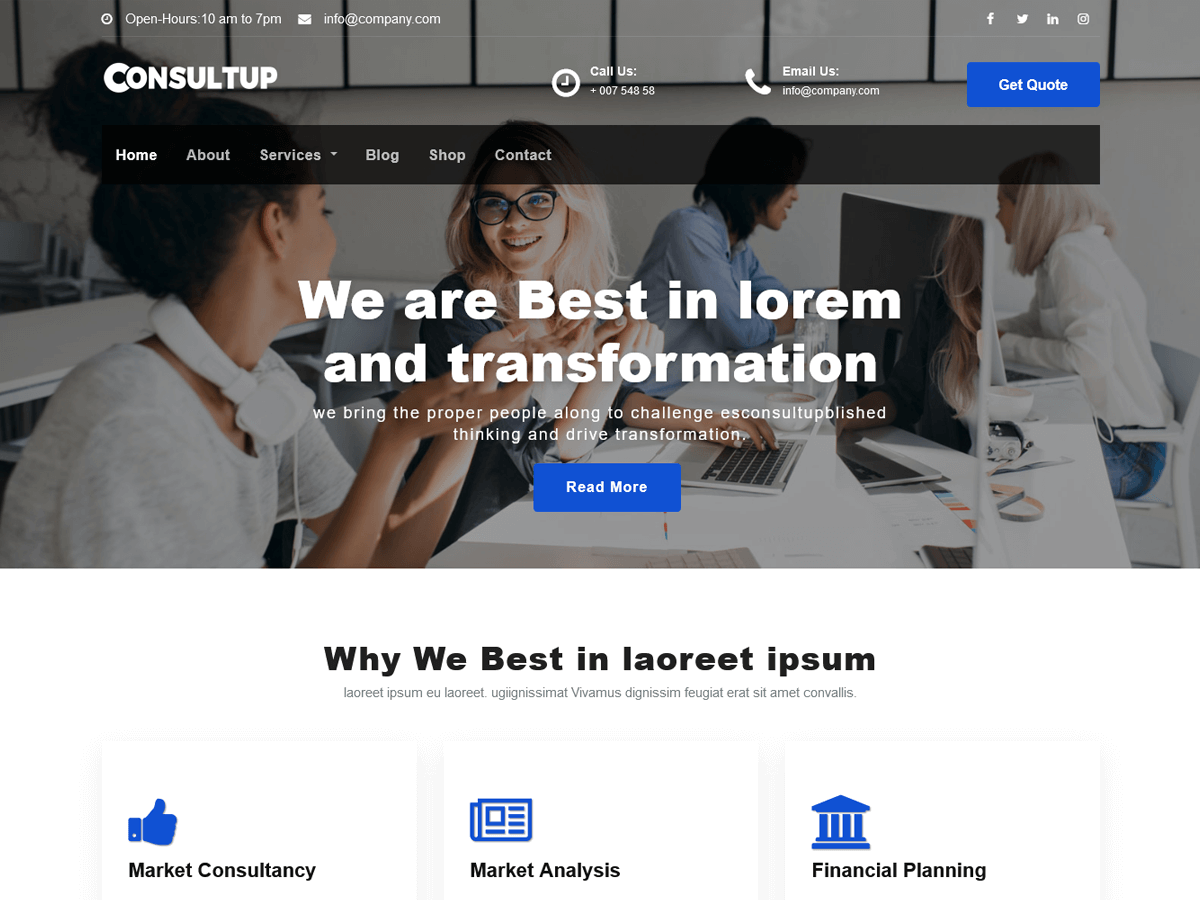 Open-Hours:10 am to 7pm info@company.com
CONSULTUP
Call Us:
+ 007 548 58
Email Us:
info@company.com
Get Quote
Home About Services Blog Shop Contact
We are Best in lorem
and transformation
we bring the proper people along to challenge esconsultupblished
thinking and drive transformation.
Read More
Why We Best in laoreet ipsum
laoreet ipsum eu laoreet. ugiignissimat Vivamus dignissim feugiat erat sit amet convallis.
Market Consultancy Market Analysis Financial Planning